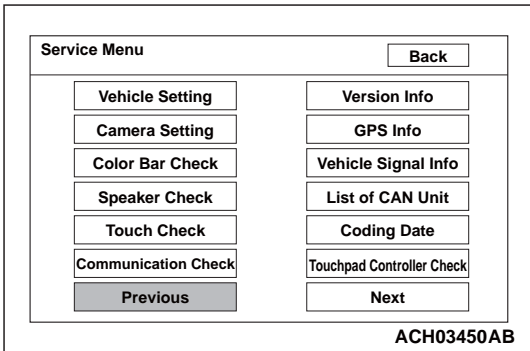 Service Menu Back
Vehicle Setting Version Info
Camera Setting GPS Info
Color Bar Check Vehicle Signal Info
Speaker Check List of CAN Unit
Touch Check Coding Date
Communication Check Touchpad Controller Check
Previous Next
ACH03450AB